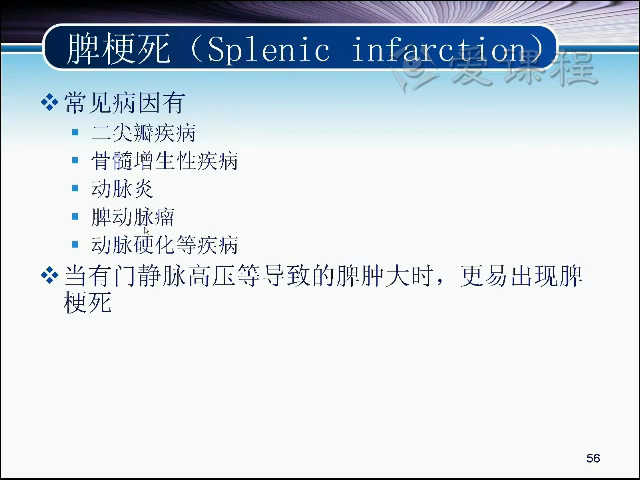 脾梗死（Splenic infarction）
爱课程
常见病因有
二尖瓣疾病
骨髓增生性疾病
动脉炎
脾动脉瘤
动脉硬化等疾病
当有门静脉高压等导致的脾肿大时，更易出现脾
梗死
56